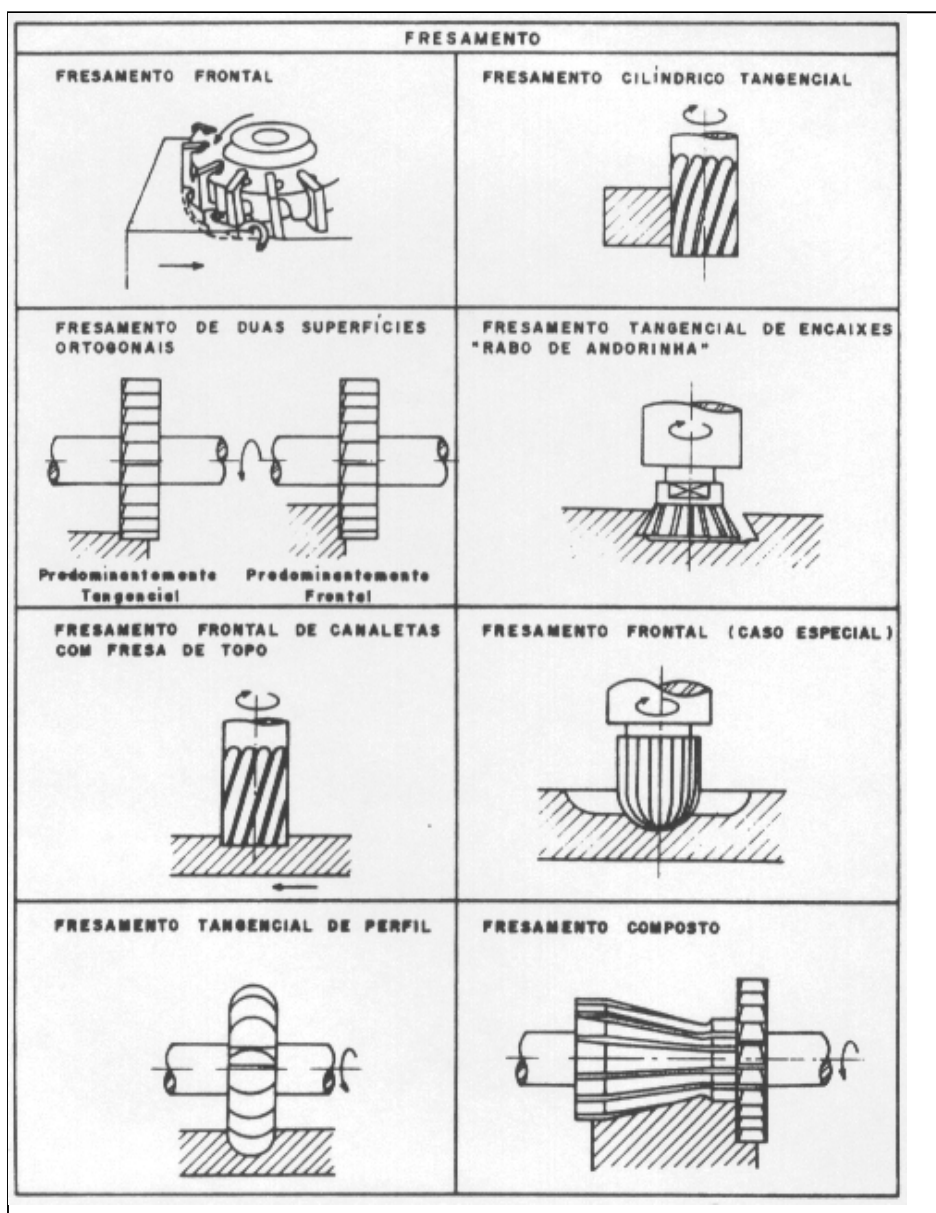 FRESAMENTO
FRESAMENTO FRONTAL
FRESAMENTO CILÍNDRICO TANGENCIAL
FRESAMENTO DE DUAS SUPERFÍCIES
ORTOGONAIS
Predominantemente
Tangencial
Predominantemente
Frontal
FRESAMENTO TANGENCIAL DE ENCAIXES
"RABO DE ANDORINHA"
FRESAMENTO FRONTAL DE CANALETAS
COM FRESA DE TOPO
FRESAMENTO FRONTAL (CASO ESPECIAL)
FRESAMENTO TANGENCIAL DE PERFIL
FRESAMENTO COMPOSTO